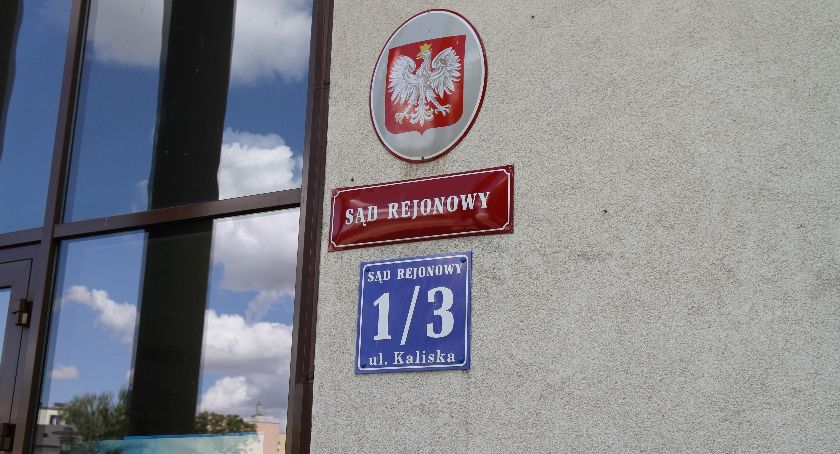 SĄD REJONOWY
SĄD REJONOWY
1/3
ul. Kaliska